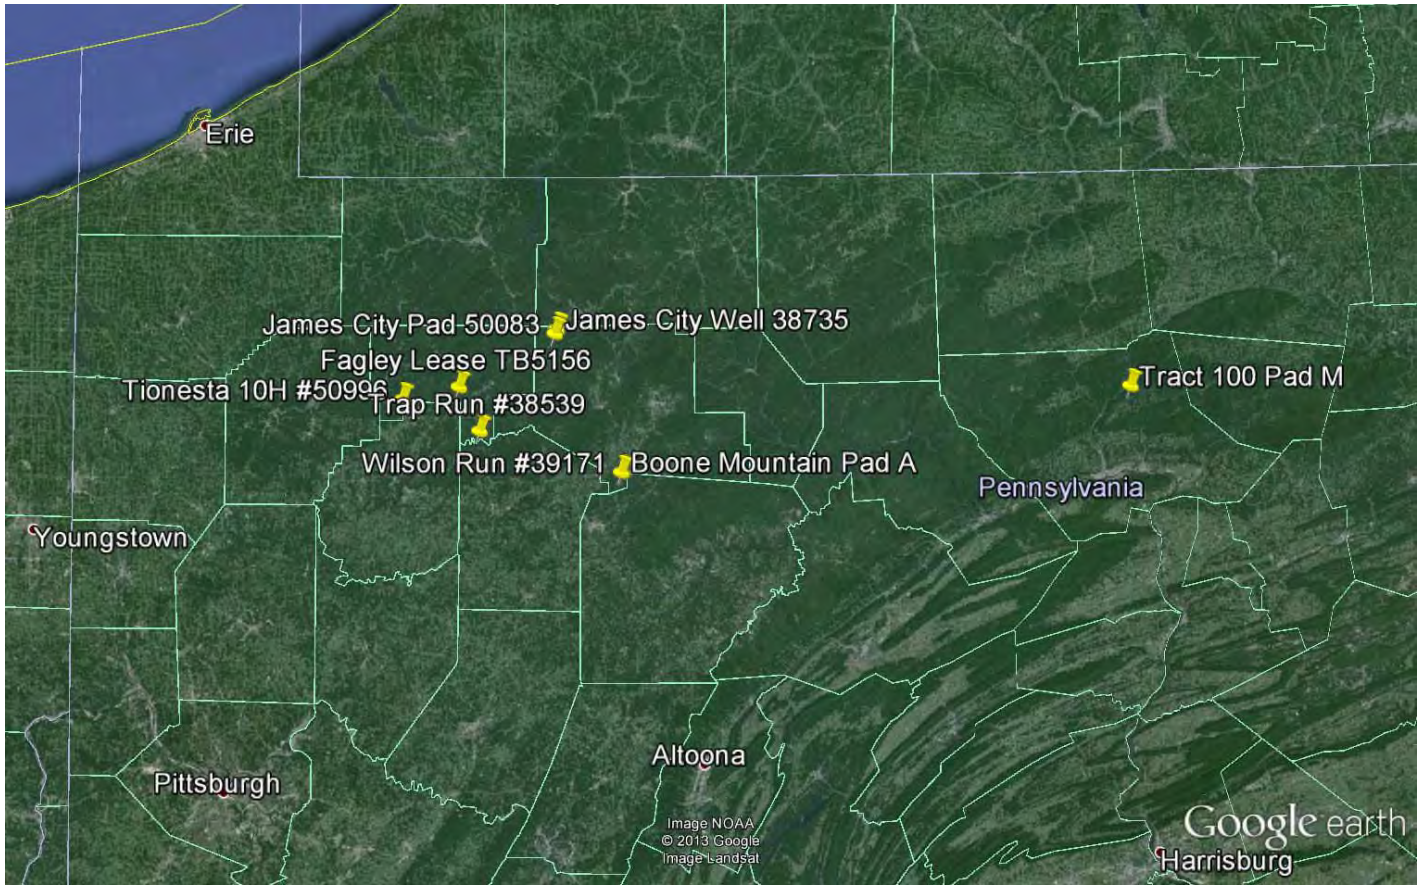 Erie
James City Pad 50083
James City Well 38735
Fagley Lease TB5156
Tionesta 10H #50996
Trap Run #38539
Tract 100 Pad M
Wilson Run #39171
Boone Mountain Pad A
Pennsylvania
Youngstown
Altoona
Pittsburgh
Image NOAA
© 2013 Google
Image Landsat
Google earth
Harrisburg